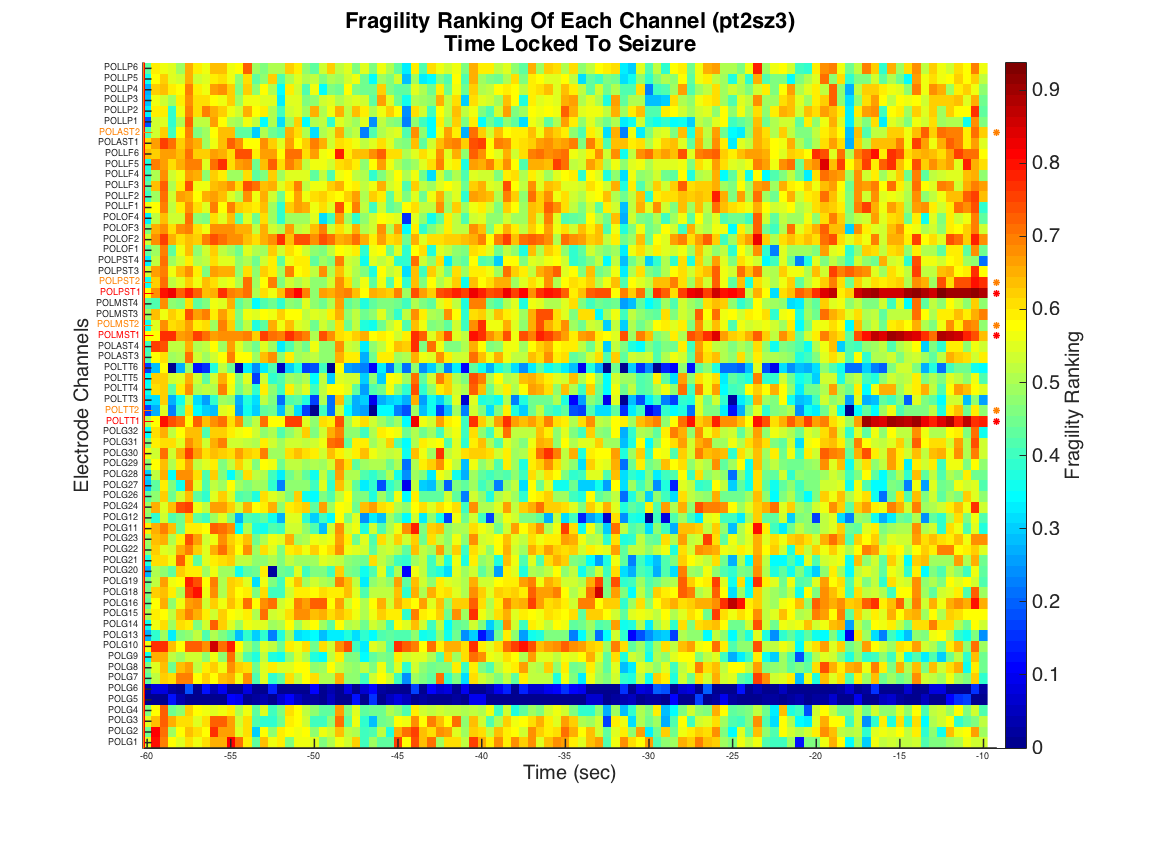 Fragility Ranking Of Each Channel (pt2sz3)
Time Locked To Seizure
Electrode Channels
POLLP6
POLLP5
POLLP4
POLLP3
POLLP2
POLLP1
POLAST2
POLAST1
POLLF6
POLLF5
POLLF4
POLLF3
POLLF2
POLLF1
POLOF4
POLOF3
POLOF2
POLOF1
POLPST4
POLPST3
POLPST2
POLPST1
POLMST4
POLMST3
POLMST2
POLMST1
POLAST4
POLAST3
POLTT6
POLTT5
POLTT4
POLTT3
POLTT2
POLTT1
POLG32
POLG31
POLG30
POLG29
POLG28
POLG27
POLG26
POLG24
POLG12
POLG11
POLG23
POLG22
POLG21
POLG20
POLG19
POLG18
POLG16
POLG15
POLG14
POLG13
POLG10
POLG9
POLG8
POLG7
POLG6
POLG5
POLG4
POLG3
POLG2
POLG1
-60 -55 -50 -45 -40 -35 -30 -25 -20 -15 -10
Time (sec)
0.9
0.8
0.7
0.6
0.5
0.4
0.3
0.2
0.1
0
Fragility Ranking